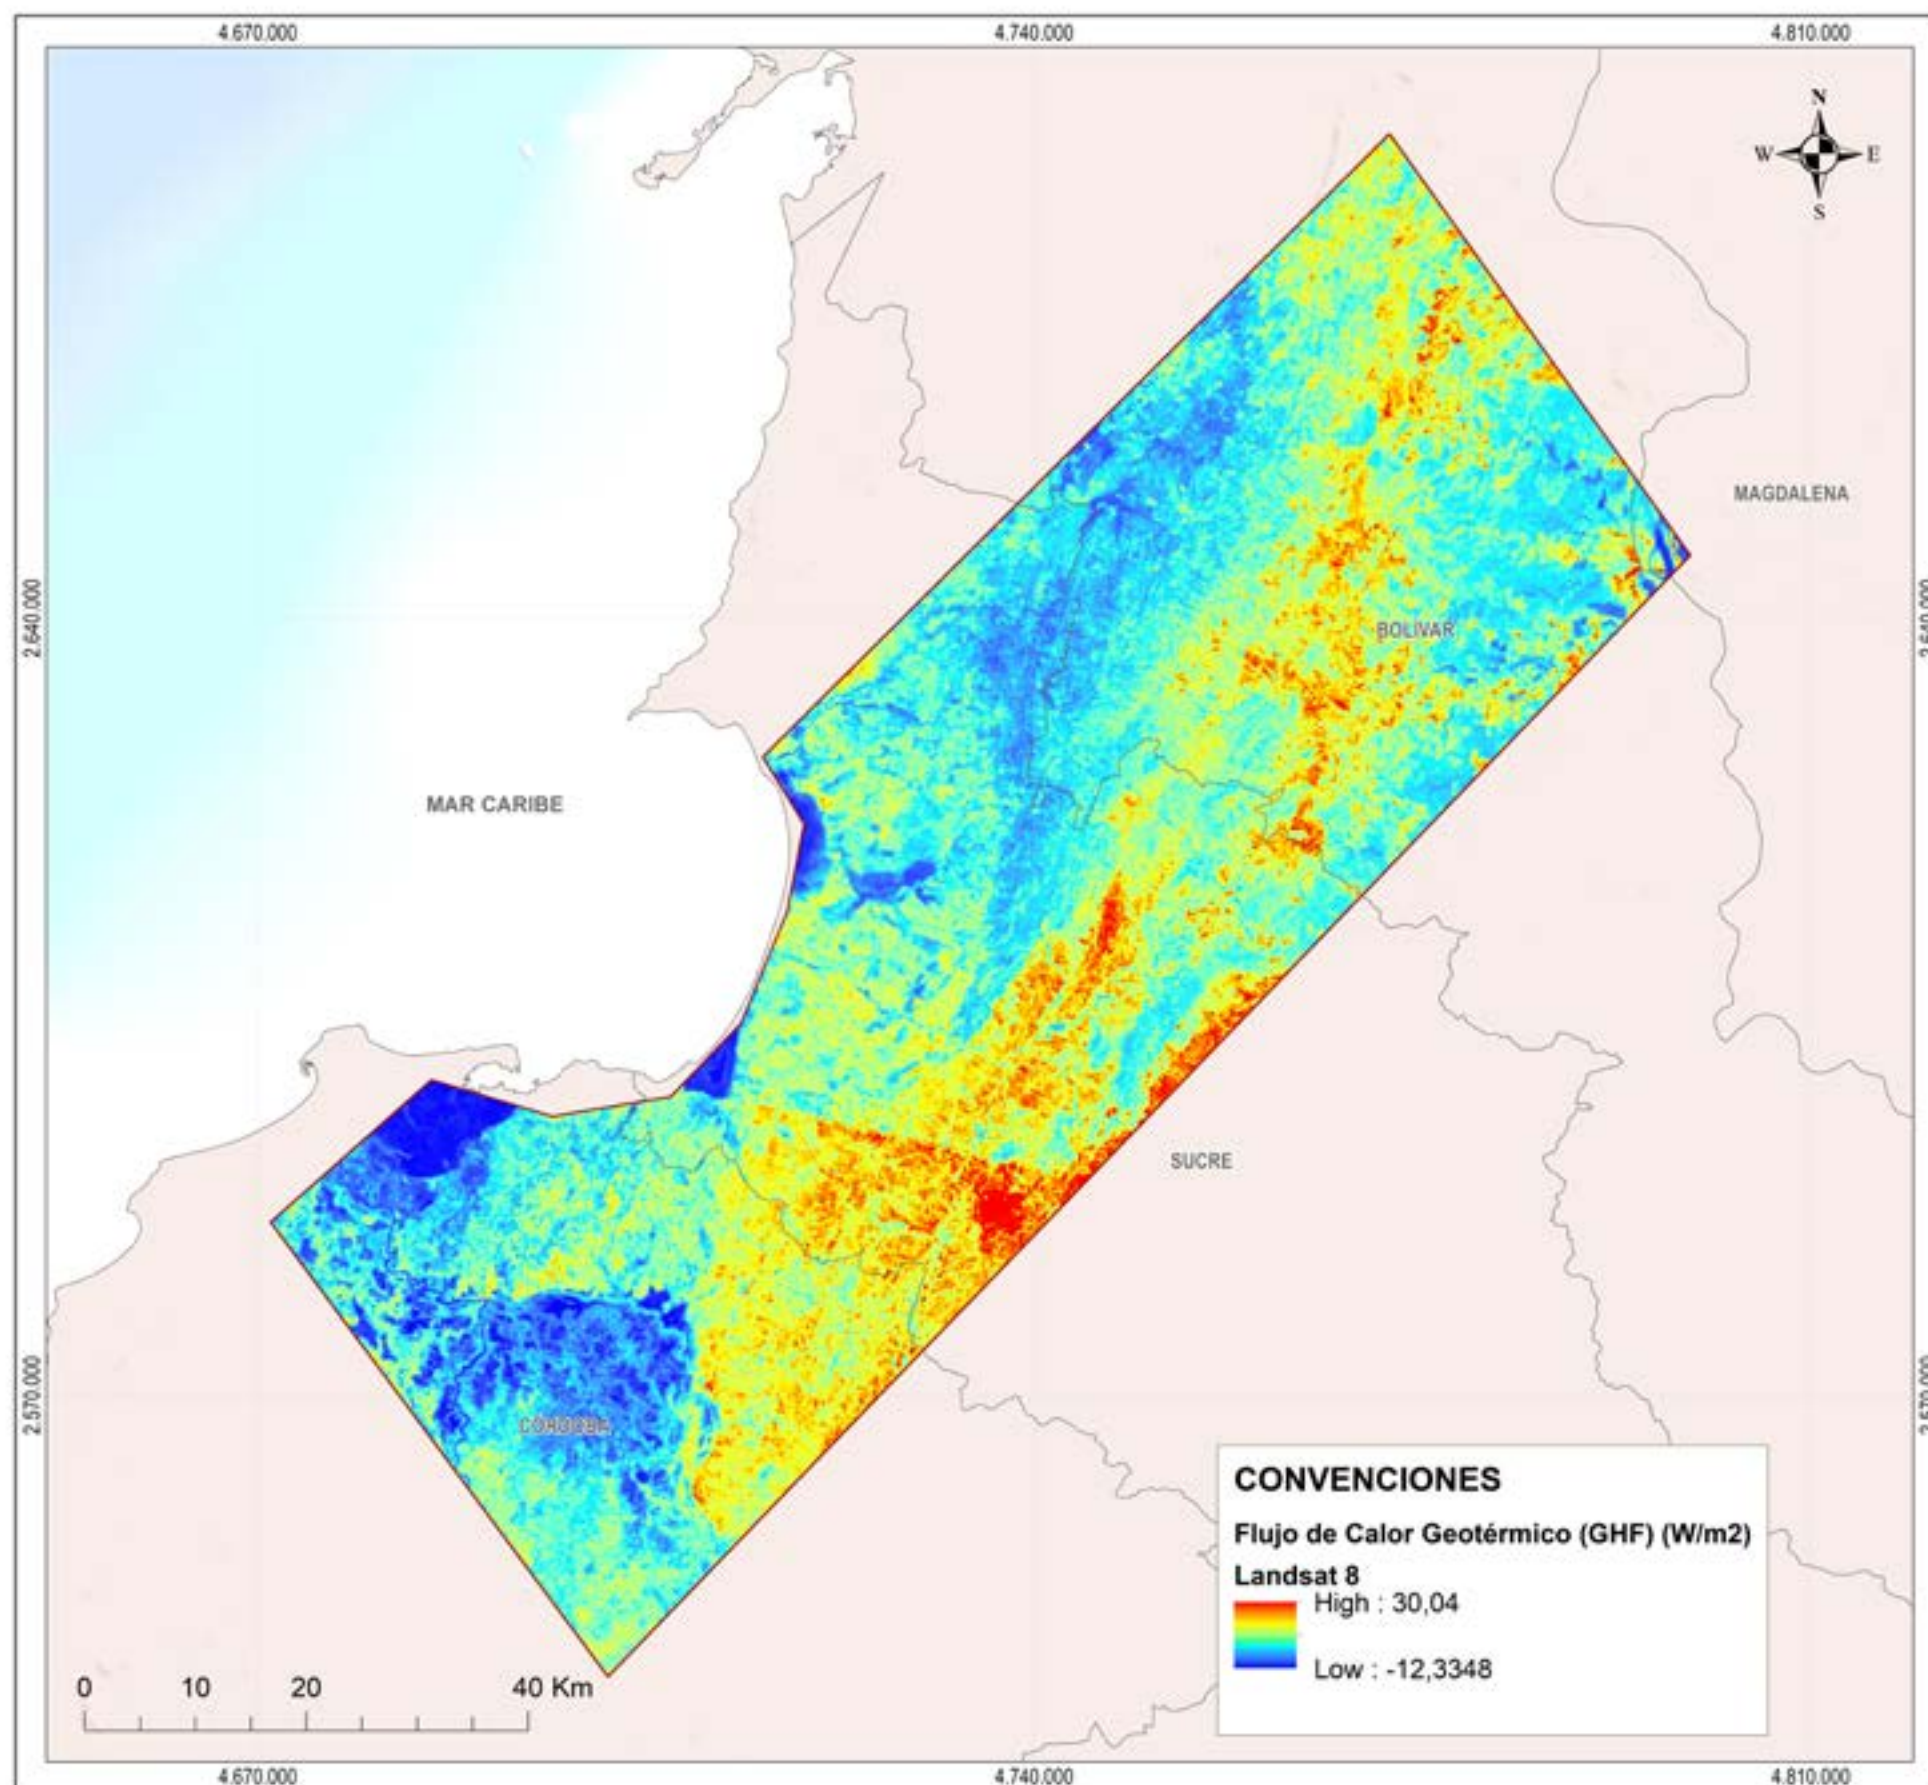 4.670.000 4.740.000 4.810.000
N
W E
S
MAGDALENA
2.640.000
BOLIVAR
MAR CARIBE
SUCRE
2.570.000
CORDOBA
CONVENCIONES
Flujo de Calor Geotérmico (GHF) (W/m2)
Landsat 8
High : 30,04
Low : -12,3348
0 10 20 40 Km
4.670.000 4.740.000 4.810.000